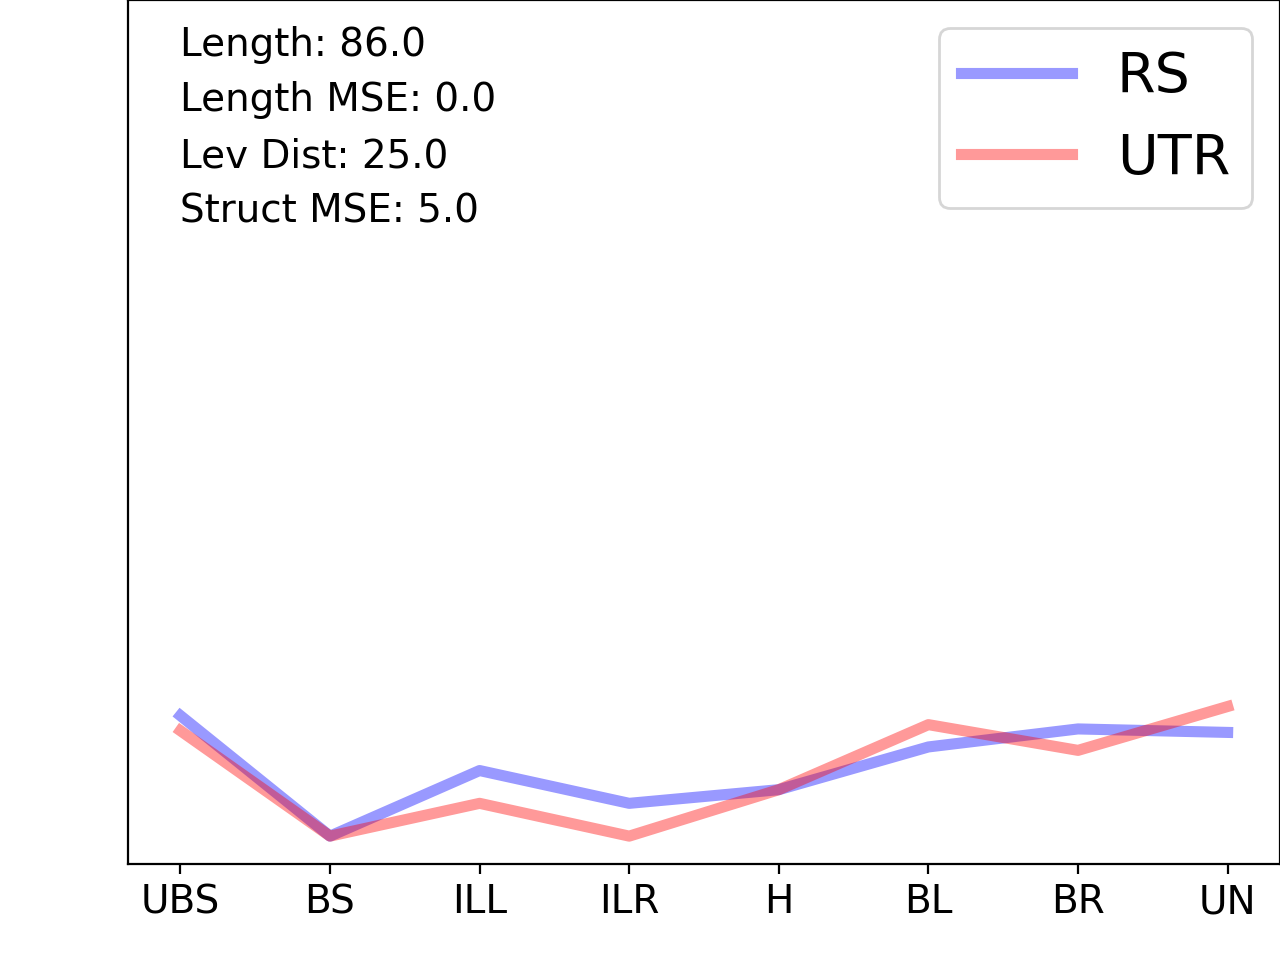 Length: 86.0
Length MSE: 0.0
Lev Dist: 25.0
Struct MSE: 5.0
RS
UTR
UBS BS ILL ILR H BL BR UN